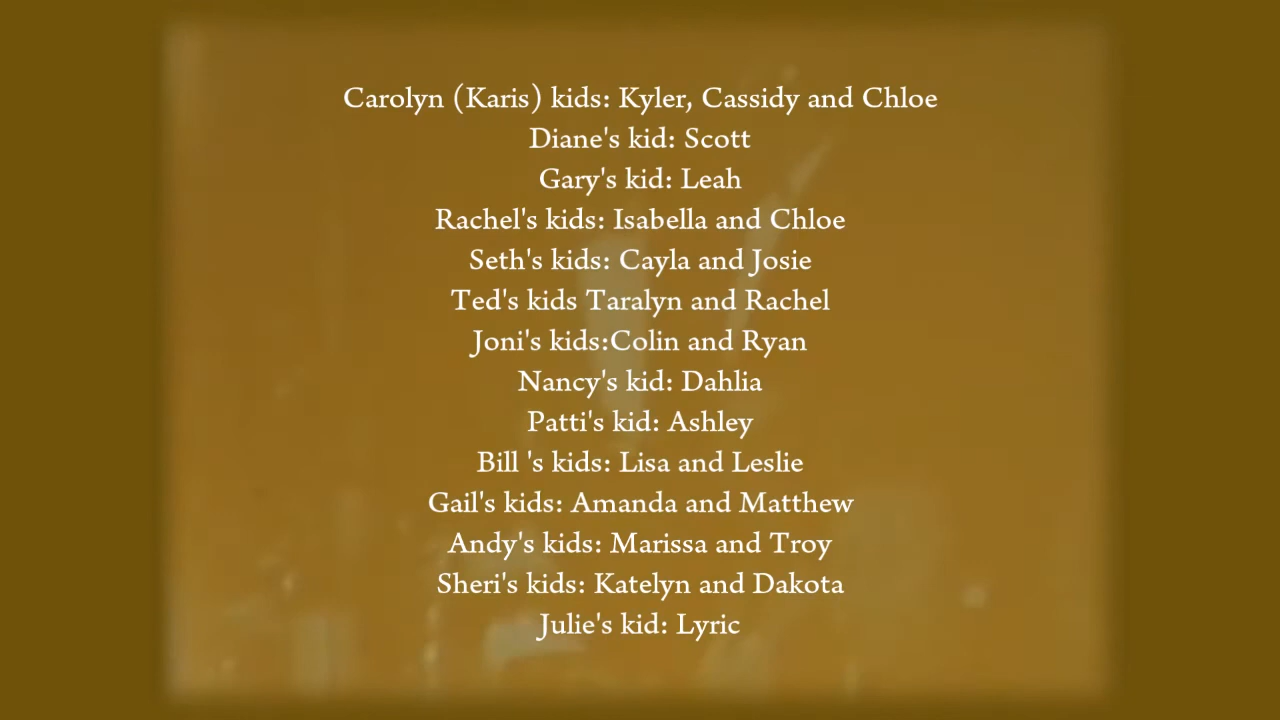 Carolyn (Karis) kids: Kyler, Cassidy and Chloe
Diane's kid: Scott
Gary's kid: Leah
Rachel's kids: Isabella and Chloe
Seth's kids: Cayla and Josie
Ted's kids Taralyn and Rachel
Joni's kids:Colin and Ryan
Nancy's kid: Dahlia
Patti's kid: Ashley
Bill 's kids: Lisa and Leslie
Gail's kids: Amanda and Matthew
Andy's kids: Marissa and Troy
Sheri's kids: Katelyn and Dakota
Julie's kid: Lyric